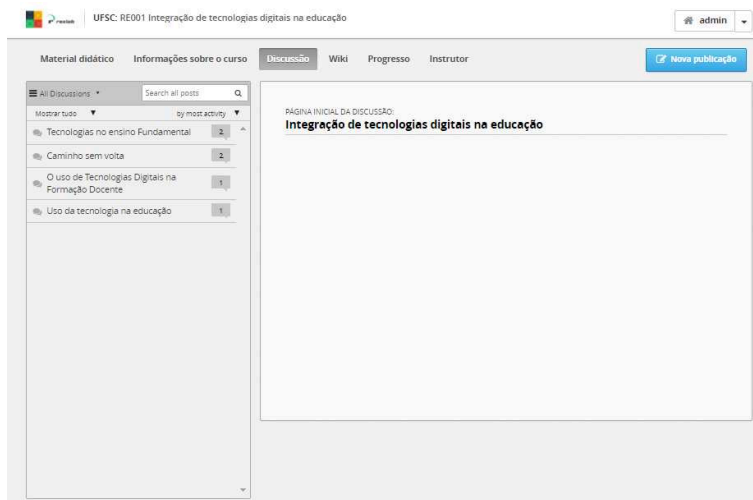 rexlab
UFSC: RE001 Integração de tecnologias digitais na educação
admin
Material didático Informações sobre o curso Discussão Wiki Progresso Instrutor
Nova publicação
All Discussions
Search all posts
Mostrar tudo
by most activity
Tecnologias no ensino Fundamental 2
Caminho sem volta 2
O uso de Tecnologias Digitais na
Formação Docente 1
Uso da tecnologia na educação 1
PÁGINA INICIAL DA DISCUSSÃO:
Integração de tecnologias digitais na educação